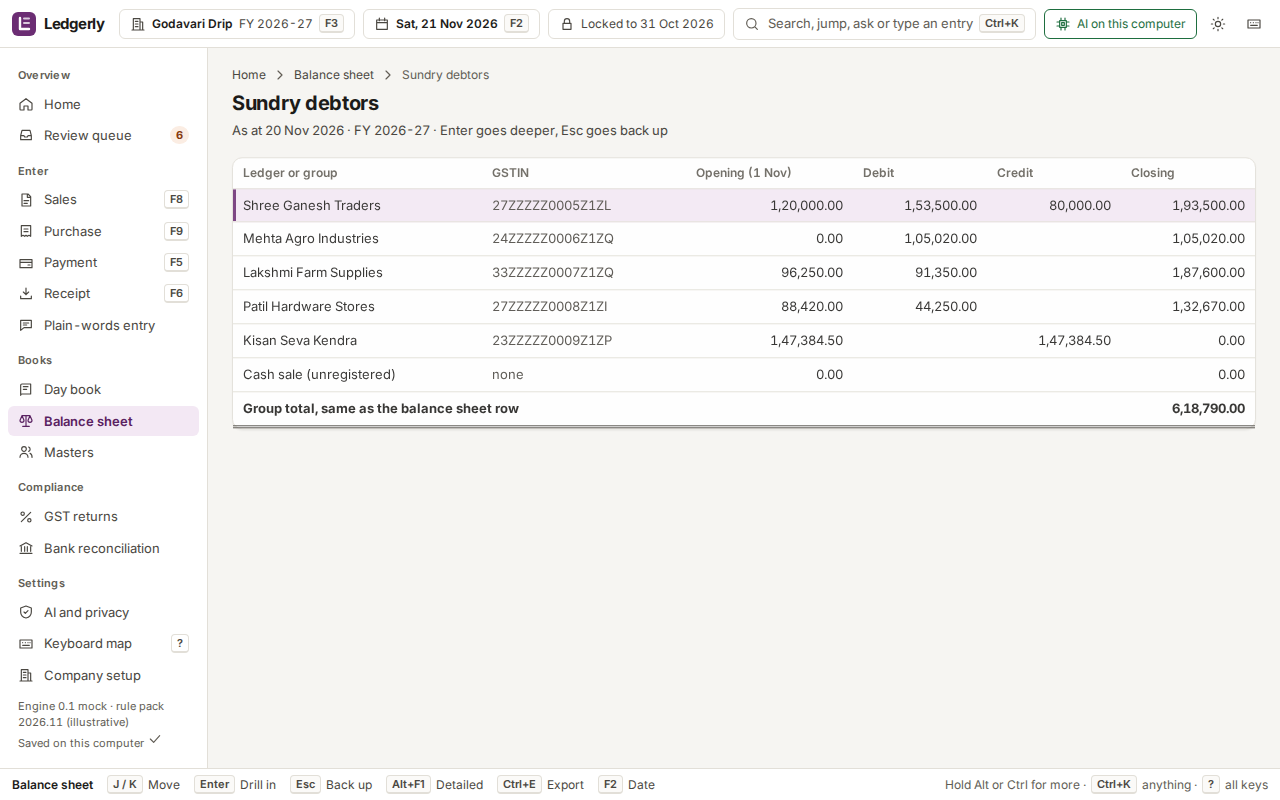 Ledgerly
Godavari Drip FY 2026-27 F3
Sat, 21 Nov 2026 F2
Locked to 31 Oct 2026
Search, jump, ask or type an entry Ctrl+K
AI on this computer
Overview
Home
Review queue 6
Enter
Sales F8
Purchase F9
Payment F5
Receipt F6
Plain-words entry
Books
Day book
Balance sheet
Masters
Compliance
GST returns
Bank reconciliation
Settings
AI and privacy
Keyboard map ?
Company setup
Engine 0.1 mock · rule pack
2026.11 (illustrative)
Saved on this computer
Home > Balance sheet > Sundry debtors
Sundry debtors
As at 20 Nov 2026 · FY 2026-27 · Enter goes deeper, Esc goes back up
Ledger or group GSTIN Opening (1 Nov) Debit Credit Closing
Shree Ganesh Traders 27ZZZZZ0005Z1ZL 1,20,000.00 1,53,500.00 80,000.00 1,93,500.00
Mehta Agro Industries 24ZZZZZ0006Z1ZQ 0.00 1,05,020.00 1,05,020.00
Lakshmi Farm Supplies 33ZZZZZ0007Z1ZQ 96,250.00 91,350.00 1,87,600.00
Patil Hardware Stores 27ZZZZZ0008Z1ZI 88,420.00 44,250.00 1,32,670.00
Kisan Seva Kendra 23ZZZZZ0009Z1ZP 1,47,384.50 1,47,384.50 0.00
Cash sale (unregistered) none 0.00 0.00
Group total, same as the balance sheet row 6,18,790.00
Balance sheet J / K Move Enter Drill in Esc Back up Alt+F1 Detailed Ctrl+E Export F2 Date
Hold Alt or Ctrl for more · Ctrl+K anything · ? all keys